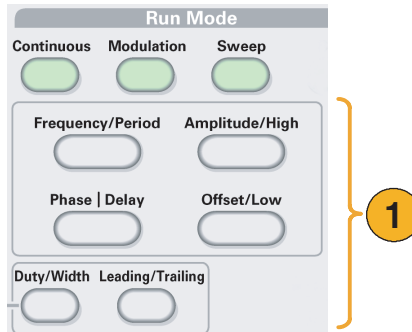 Run Mode
Continuous Modulation Sweep
Frequency/Period Amplitude/High
Phase | Delay Offset/Low
Duty/Width Leading/Trailing
1